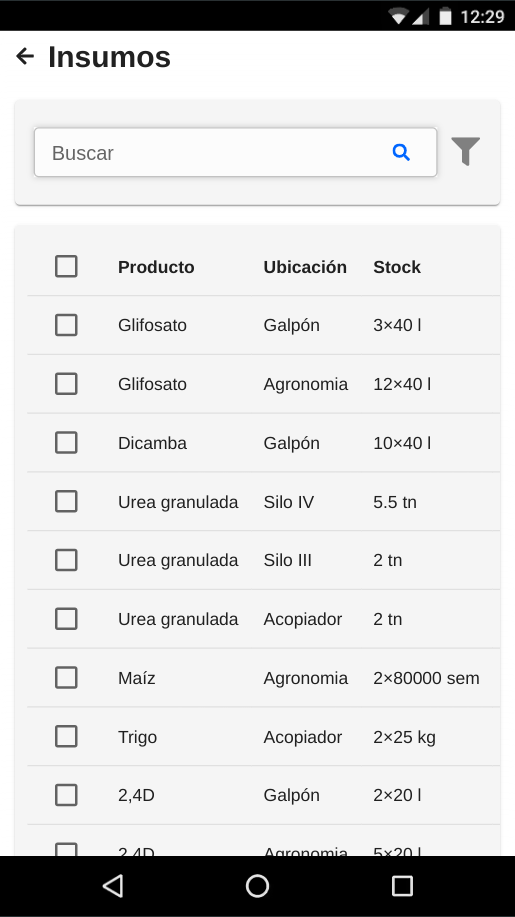 12:29
Insumos
Buscar
Producto Ubicación Stock
Glifosato Galpón 3×40 l
Glifosato Agronomia 12×40 l
Dicamba Galpón 10×40 l
Urea granulada Silo IV 5.5 tn
Urea granulada Silo III 2 tn
Urea granulada Acopiador 2 tn
Maíz Agronomia 2×80000 sem
Trigo Acopiador 2×25 kg
2,4D Galpón 2×20 l
2,4D Agronomia 5×20 l